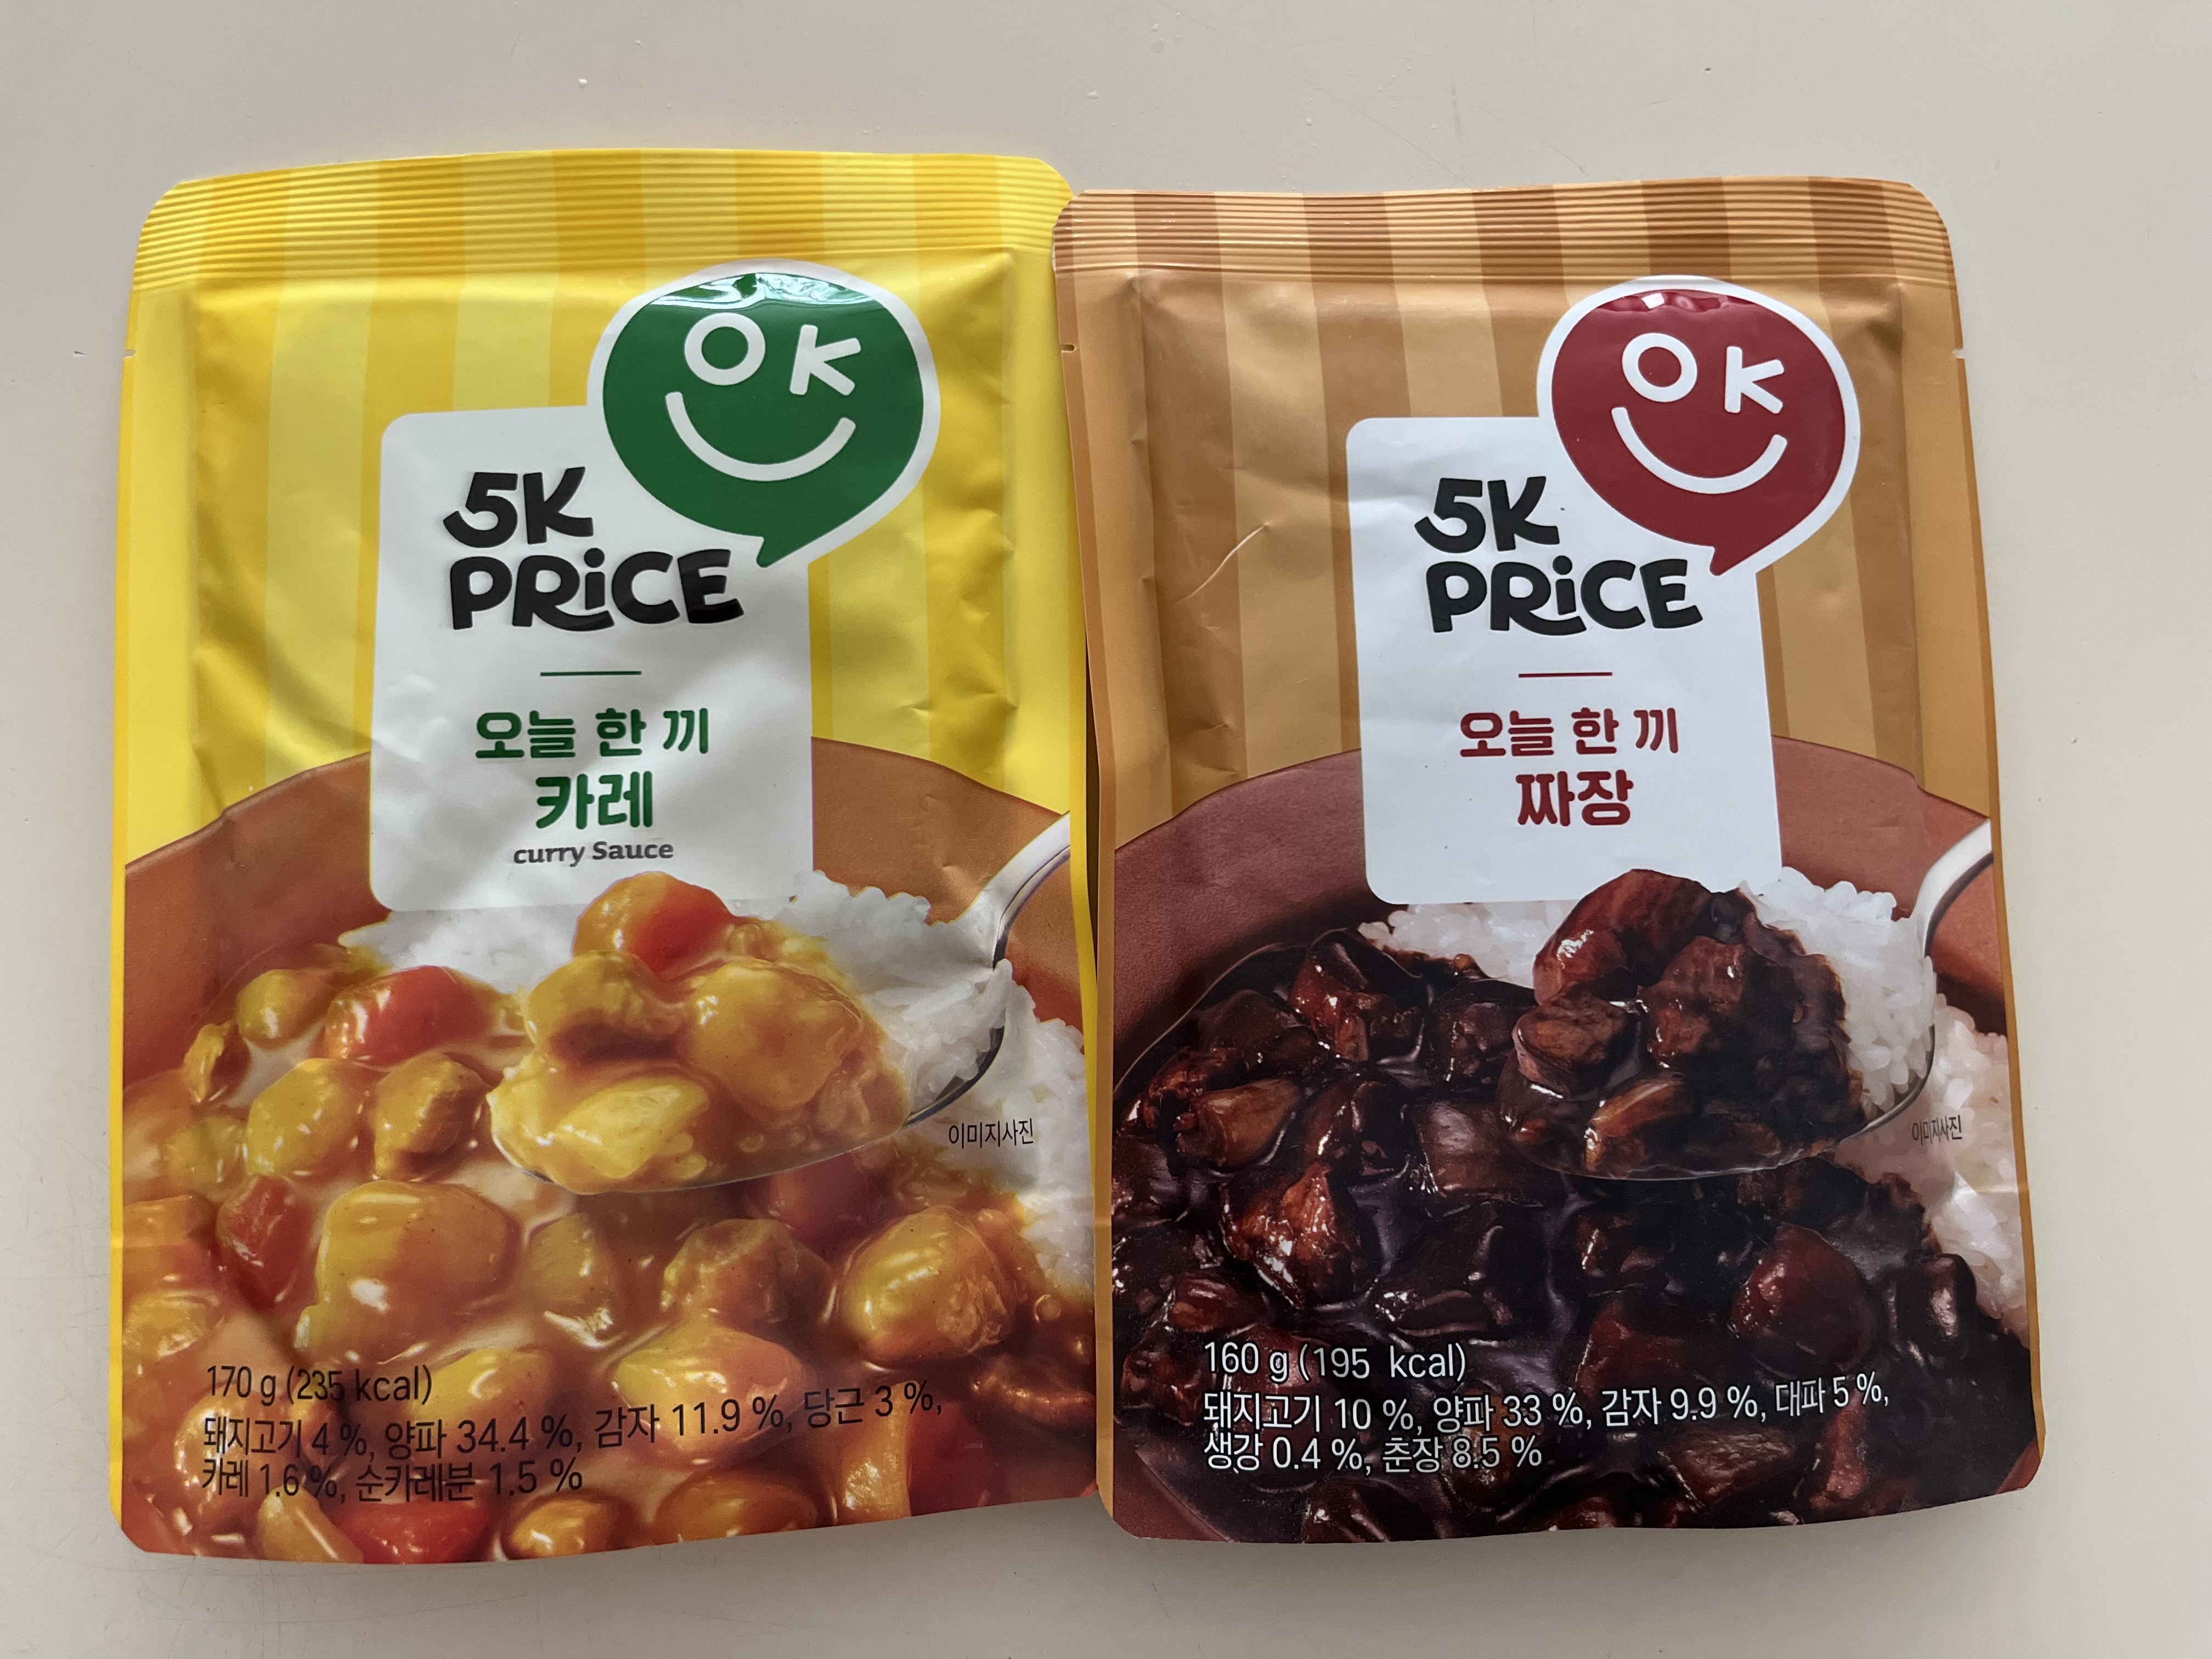 OK
5K
PRiCE
오늘 한 끼
카레
curry Sauce
이미지사진
170 g (235 kcal)
돼지고기 4 %, 양파 34.4 %, 감자 11.9 %, 당근 3 %,
카레 1.6 %, 순카레분 1.5 %
OK
5K
PRiCE
오늘 한 끼
짜장
이미지사진
160 g (195 kcal)
돼지고기 10 %, 양파 33 %, 감자 9.9 %, 대파 5 %,
생강 0.4 %, 춘장 8.5 %